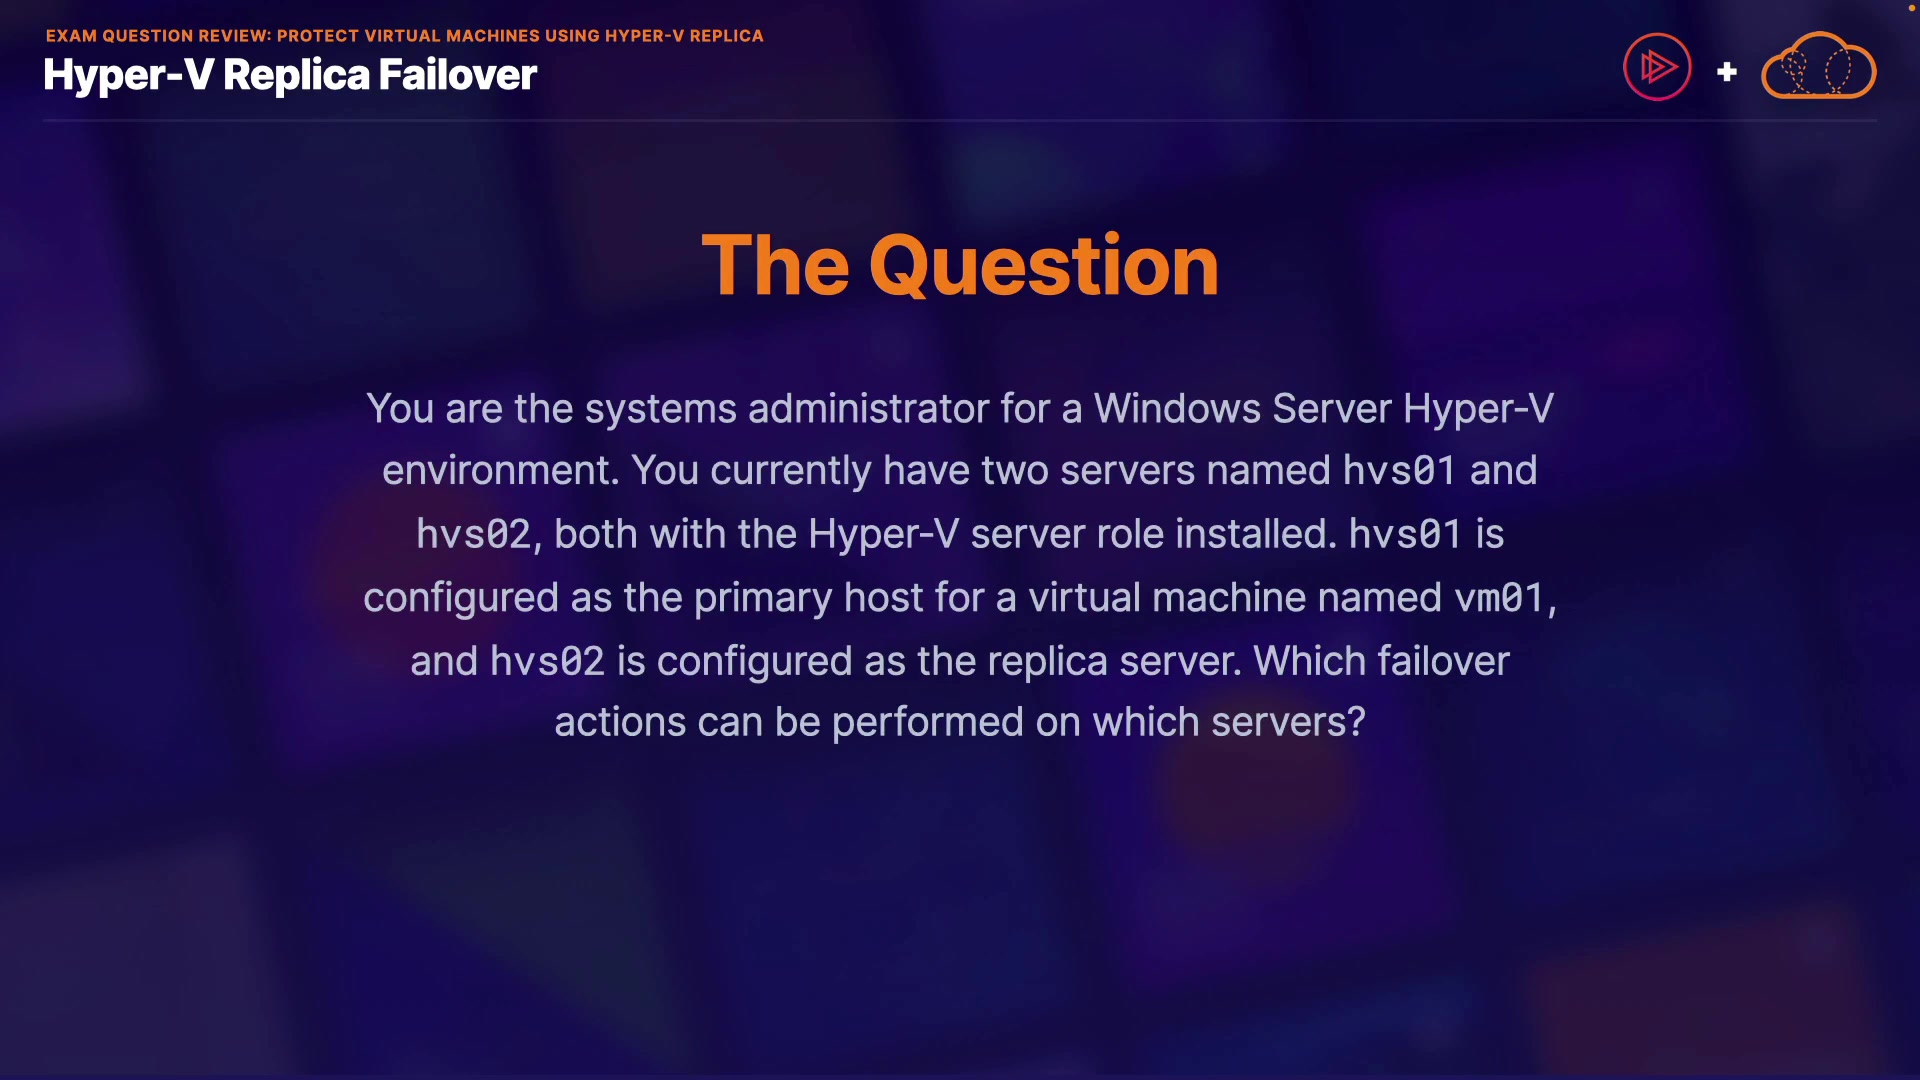 EXAM QUESTION REVIEW: PROTECT VIRTUAL MACHINES USING HYPER-V REPLICA
Hyper-V Replica Failover
The Question
You are the systems administrator for a Windows Server Hyper-V
environment. You currently have two servers named hvs01 and
hvs02, both with the Hyper-V server role installed. hvs01 is
configured as the primary host for a virtual machine named vm01,
and hvs02 is configured as the replica server. Which failover
actions can be performed on which servers?